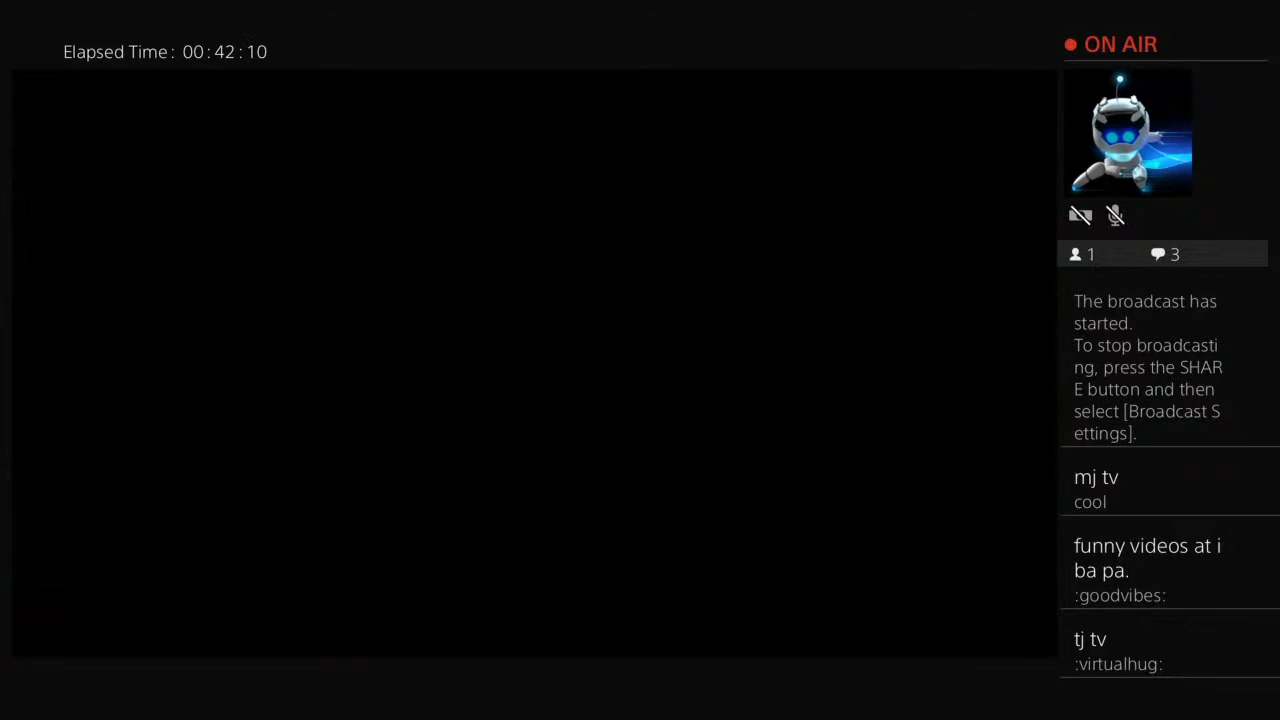 Elapsed Time: 00:42:10
ON AIR
1 3
The broadcast has
started.
To stop broadcasti
ng, press the SHAR
E button and then
select [Broadcast S
ettings].
mj tv
cool
funny videos at i
ba pa.
:goodvibes:
tj tv
:virtualhug: